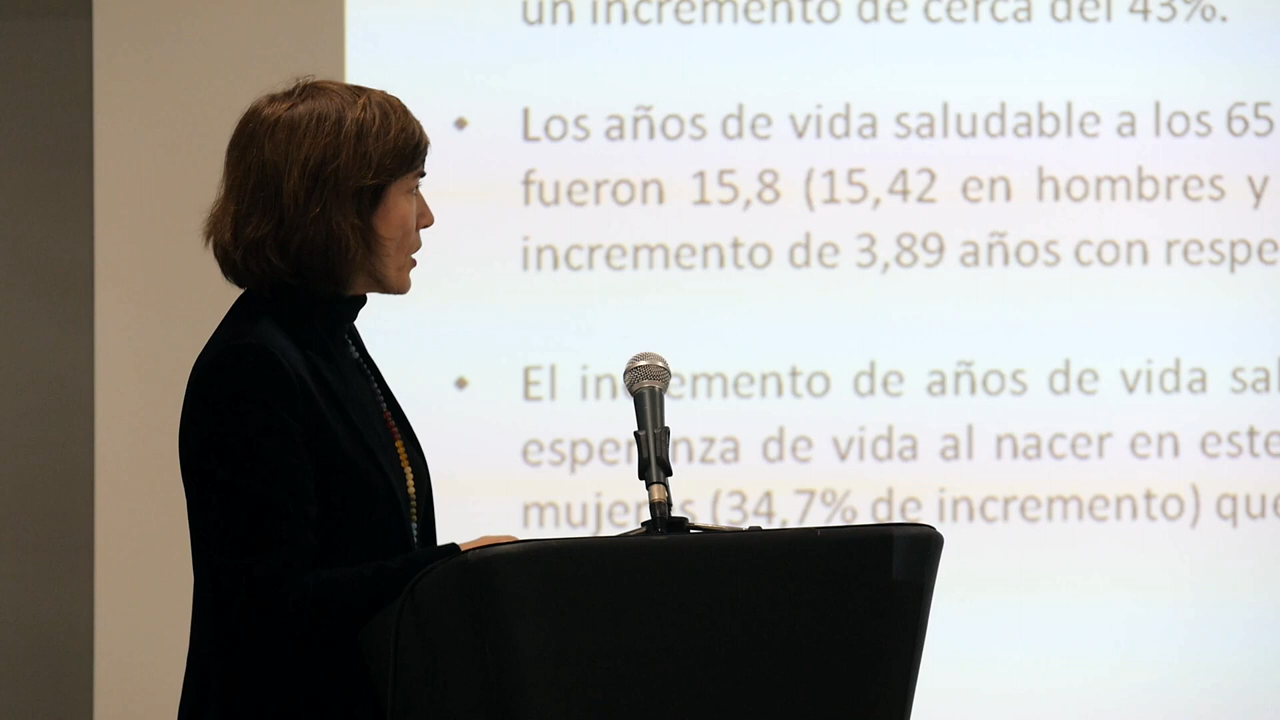 un incremento de cerca del 43%.
• Los años de vida saludable a los 65
fueron 15,8 (15,42 en hombres y
incremento de 3,89 años con respe
• El incremento de años de vida sal
esperanza de vida al nacer en este
mujeres (34,7% de incremento) que